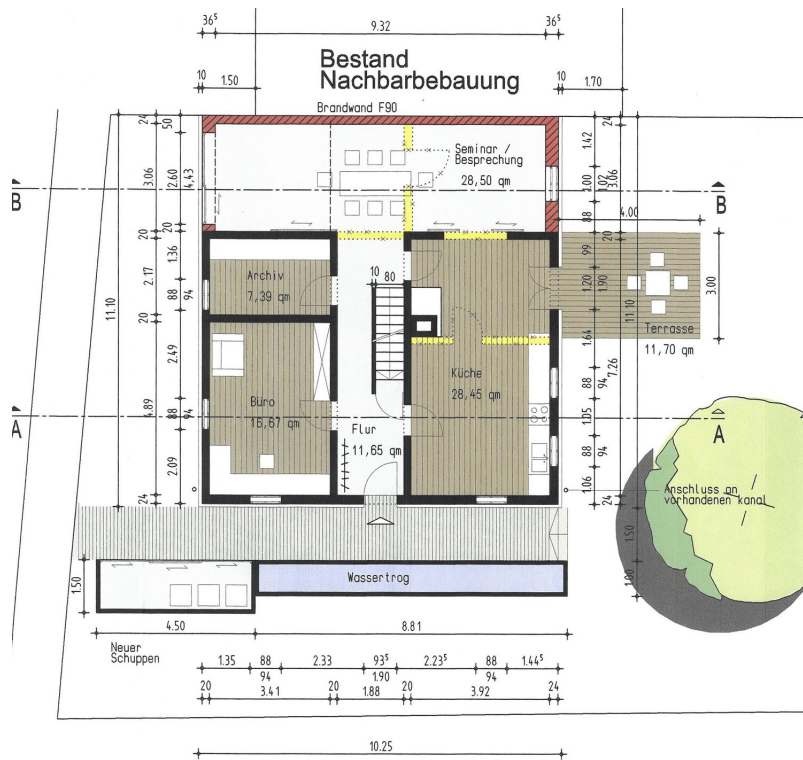 36⁵ 9.32 36⁵
Bestand
Nachbarbebauung
10 1.50
10 1.70
Brandwand F90
24
50
24
1.42
Seminar /
Besprechung
28,50 qm
3.06
2.60
4,43
1.00
1.02
3.06
B
B
88
4.00
20
20
20
20
1.36
99
Archiv
7,39 qm
10 80
2.17
88
94
1.20
1.90
11.10
3.00
11.10
20
Terrasse
11,70 qm
1.64
2.49
7.26
Küche
28,45 qm
88
94
Büro
16,67 qm
4.89
88
94
1.05
A
A
Flur
11,65 qm
2.09
88
94
Anschluss an
vorhandenen kanal
24
1.06
24
1.50
1.50
Wassertrog
1.00
4.50 8.81
Neuer
Schuppen
1.35 88 2.33 93⁵ 2.23⁵ 88 1.44⁵
94 1.90 94
20 3.41 20 1.88 20 3.92 24
10.25